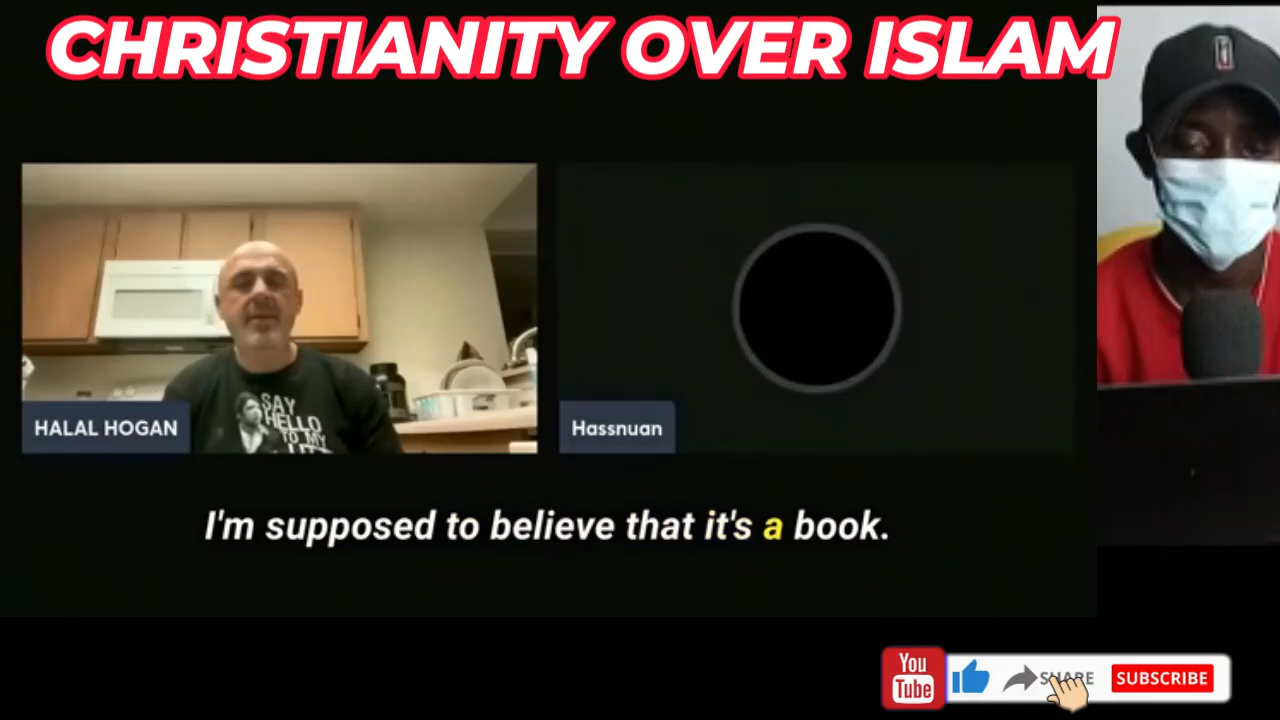 CHRISTIANITY OVER ISLAM
HALAL HOGAN
SAY
HELLO
TO MY
Hassnuan
I'm supposed to believe that it's a book.
You
Tube
SHARE
SUBSCRIBE